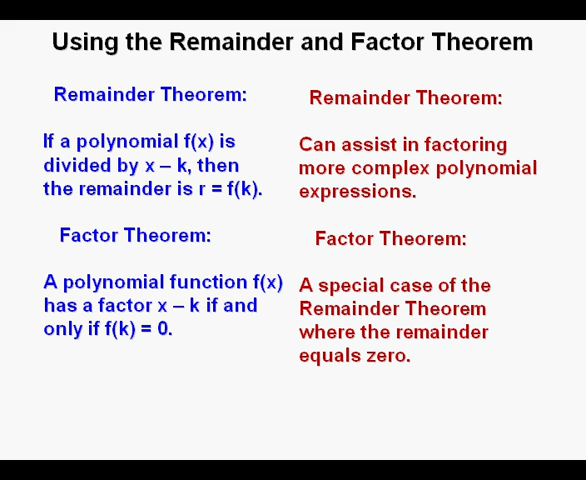 Using the Remainder and Factor Theorem
Remainder Theorem:
If a polynomial f(x) is
divided by x – k, then
the remainder is r = f(k).
Factor Theorem:
A polynomial function f(x)
has a factor x – k if and
only if f(k) = 0.
Remainder Theorem:
Can assist in factoring
more complex polynomial
expressions.
Factor Theorem:
A special case of the
Remainder Theorem
where the remainder
equals zero.